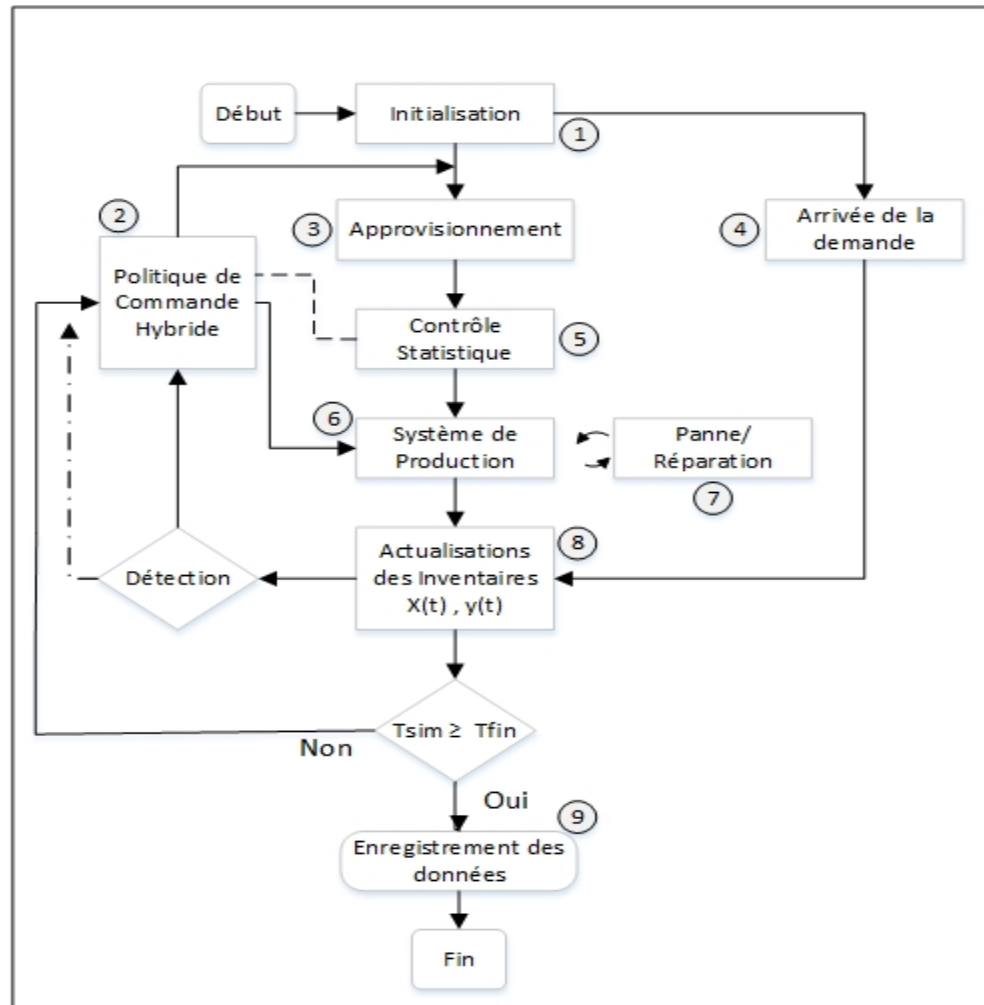 Début
Initialisation
1
2
3
Approvisionnement
4
Arrivée de la
demande
Politique de
Commande
Hybride
Contrôle
Statistique
5
6
Système de
Production
Panne/
Réparation
7
Détection
Actualisations
des Inventaires
X(t) , y(t)
8
Tsim ≥ Tfin
Non
Oui
9
Enregistrement des
données
Fin